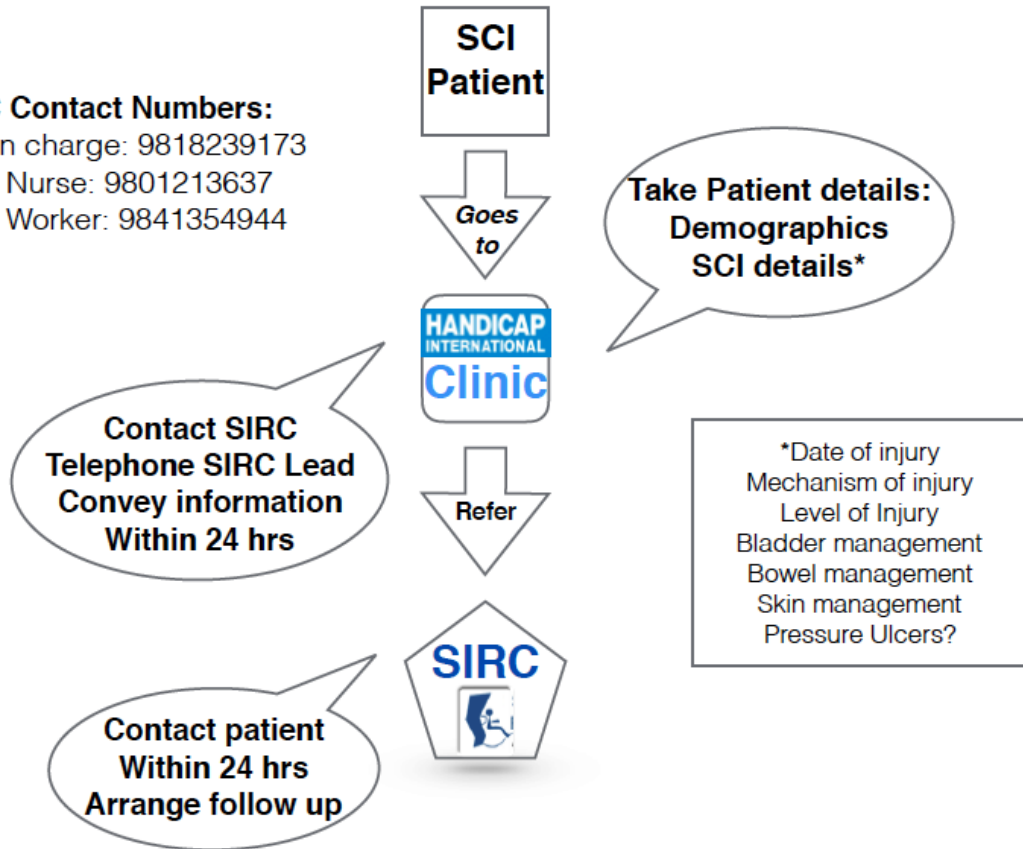 SCI
Patient
Contact Numbers:
n charge: 9818239173
Nurse: 9801213637
Worker: 9841354944
Goes
to
Take Patient details:
Demographics
SCI details*
HANDICAP
INTERNATIONAL
Clinic
Contact SIRC
Telephone SIRC Lead
Convey information
Within 24 hrs
Refer
*Date of injury
Mechanism of injury
Level of Injury
Bladder management
Bowel management
Skin management
Pressure Ulcers?
SIRC
Contact patient
Within 24 hrs
Arrange follow up